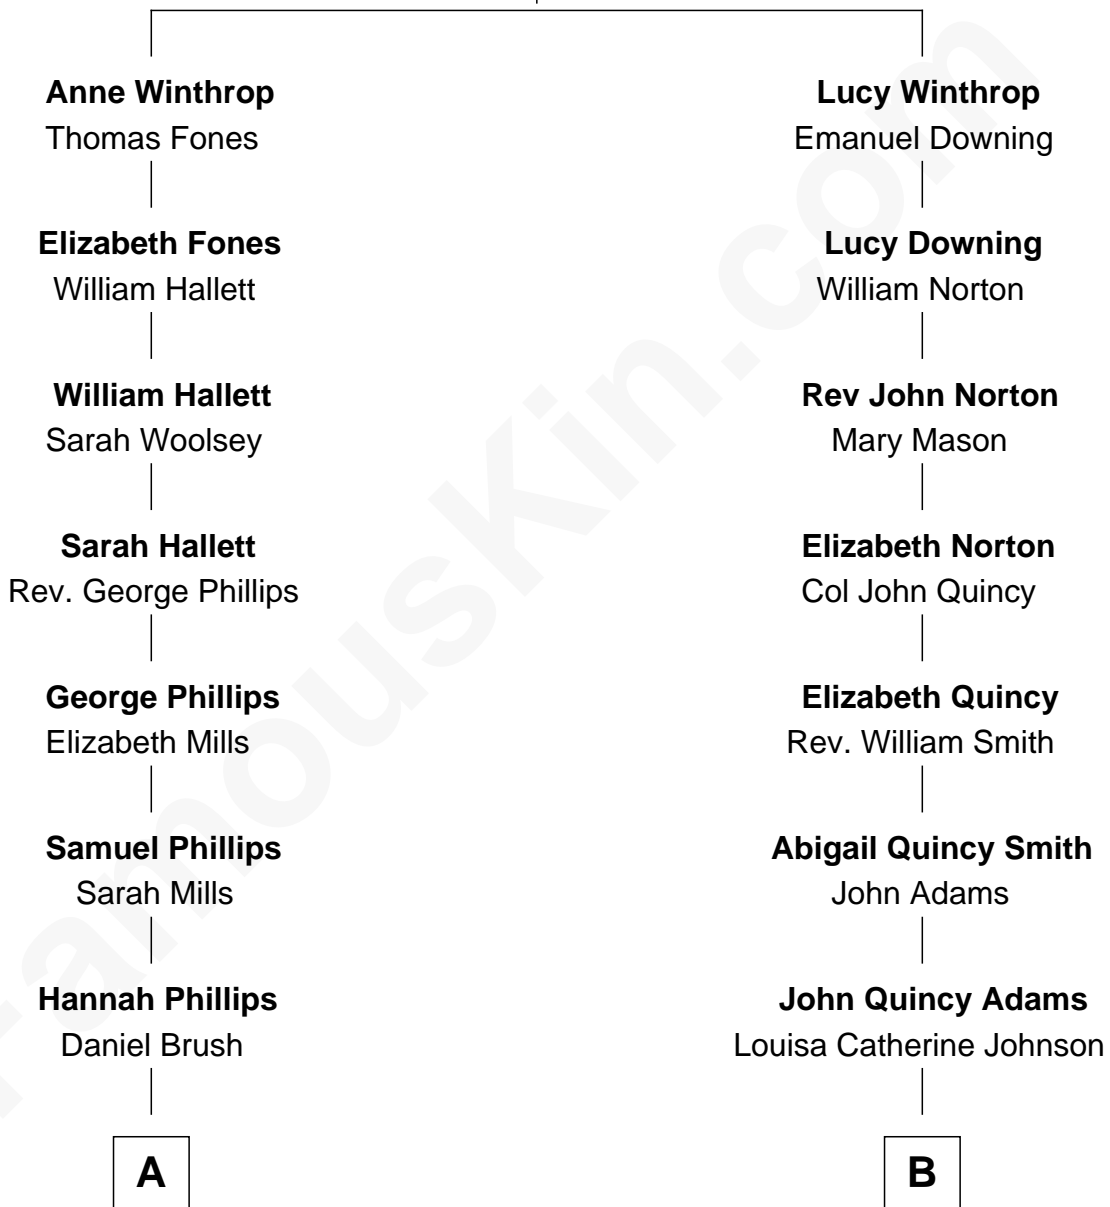 Anne Winthrop
Thomas Fones
Lucy Winthrop
Emanuel Downing
Elizabeth Fones
William Hallett
Lucy Downing
William Norton
William Hallett
Sarah Woolsey
Rev John Norton
Mary Mason
Sarah Hallett
Rev. George Phillips
Elizabeth Norton
Col John Quincy
George Phillips
Elizabeth Mills
Elizabeth Quincy
Rev. William Smith
Samuel Phillips
Sarah Mills
Abigail Quincy Smith
John Adams
Hannah Phillips
Daniel Brush
John Quincy Adams
Louisa Catherine Johnson
A
B
FamousKin.com